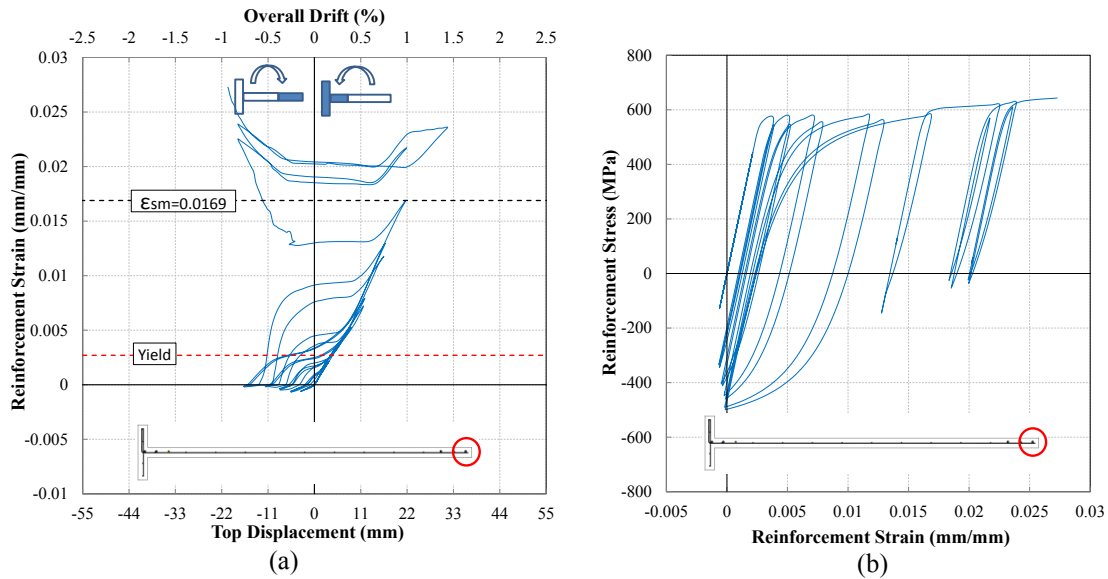 Overall Drift (%)
-2.5 -2 -1.5 -1 -0.5 0 0.5 1 1.5 2 2.5
Reinforcement Strain (mm/mm)
0.03
0.025
0.02
0.015
0.01
0.005
0
-0.005
-0.01
εsm=0.0169
Yield
-55 -44 -33 -22 -11 0 11 22 33 44 55
Top Displacement (mm)
(a)
Reinforcement Stress (MPa)
800
600
400
200
0
-200
-400
-600
-800
-0.005 0 0.005 0.01 0.015 0.02 0.025 0.03
Reinforcement Strain (mm/mm)
(b)